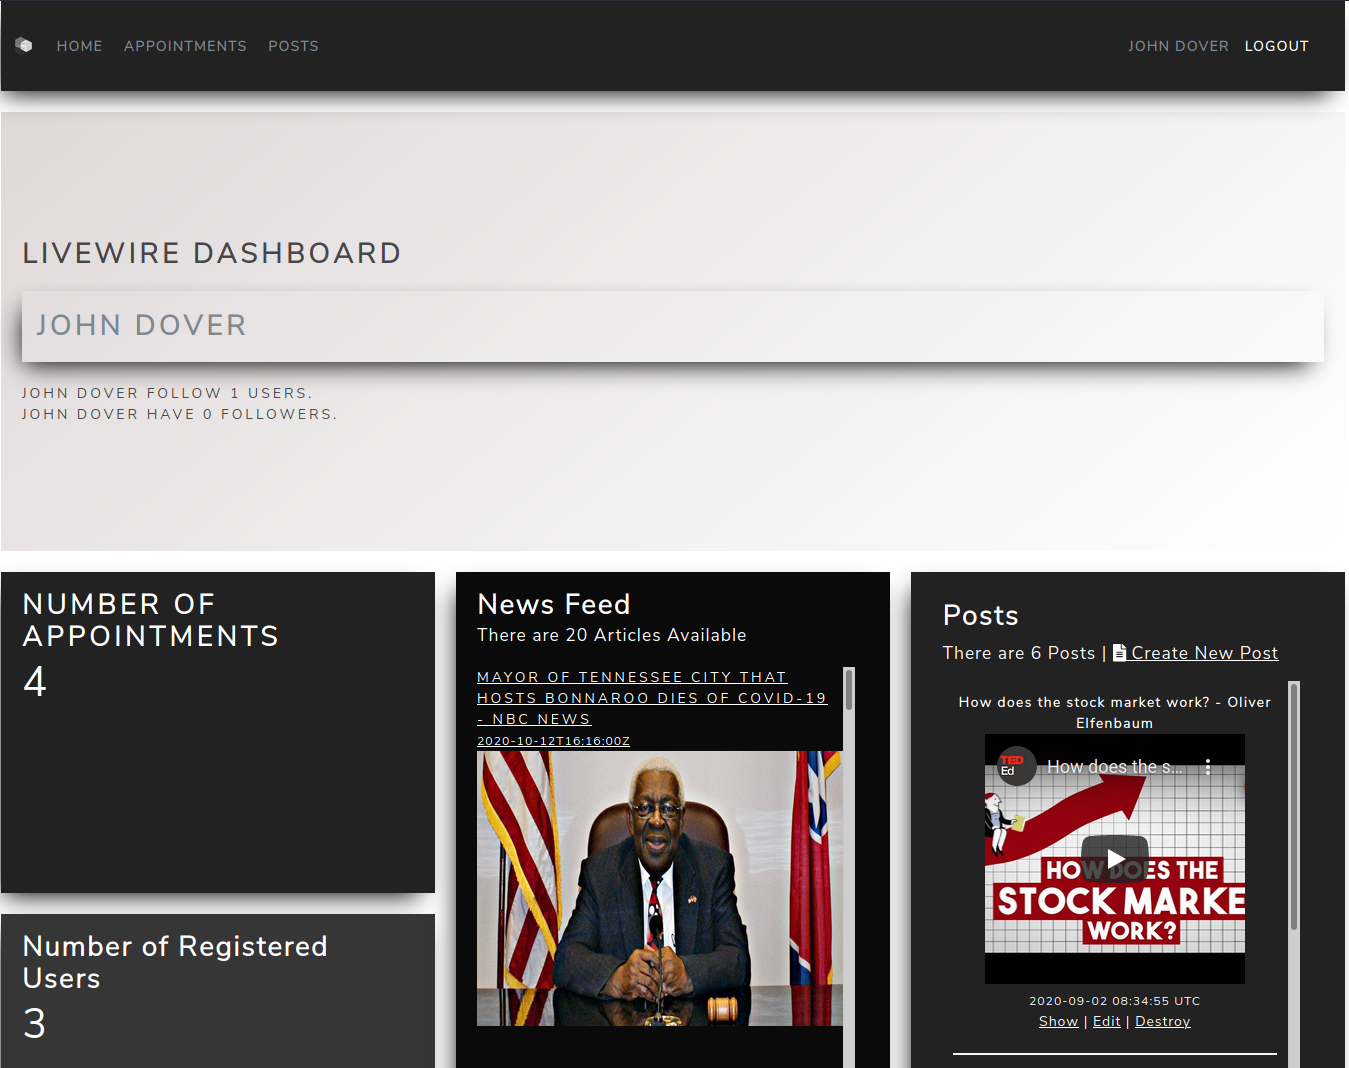 HOME APPOINTMENTS POSTS JOHN DOVER LOGOUT
LIVEWIRE DASHBOARD
JOHN DOVER
JOHN DOVER FOLLOW 1 USERS.
JOHN DOVER HAVE 0 FOLLOWERS.
NUMBER OF
APPOINTMENTS
4
Number of Registered
Users
3
News Feed
There are 20 Articles Available
MAYOR OF TENNESSEE CITY THAT
HOSTS BONNAROO DIES OF COVID-19
- NBC NEWS
2020-10-12T16:16:00Z
Posts
There are 6 Posts | Create New Post
How does the stock market work? - Oliver
Elfenbaum
TED
Ed
How does the s...
HOW DOES THE
STOCK MARKE
WORK?
2020-09-02 08:34:55 UTC
Show | Edit | Destroy